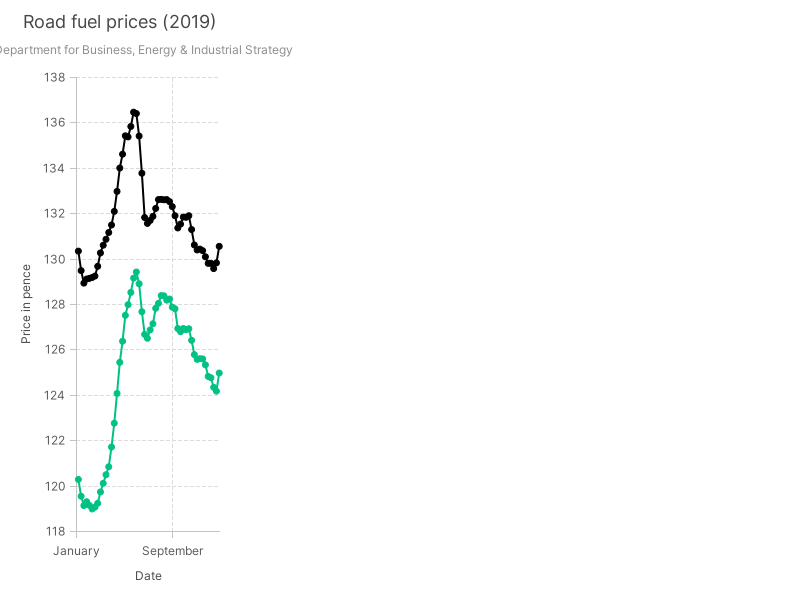 Road fuel prices (2019)
Department for Business, Energy & Industrial Strategy
138
136
134
132
130
128
126
124
122
120
118
Price in pence
January September
Date